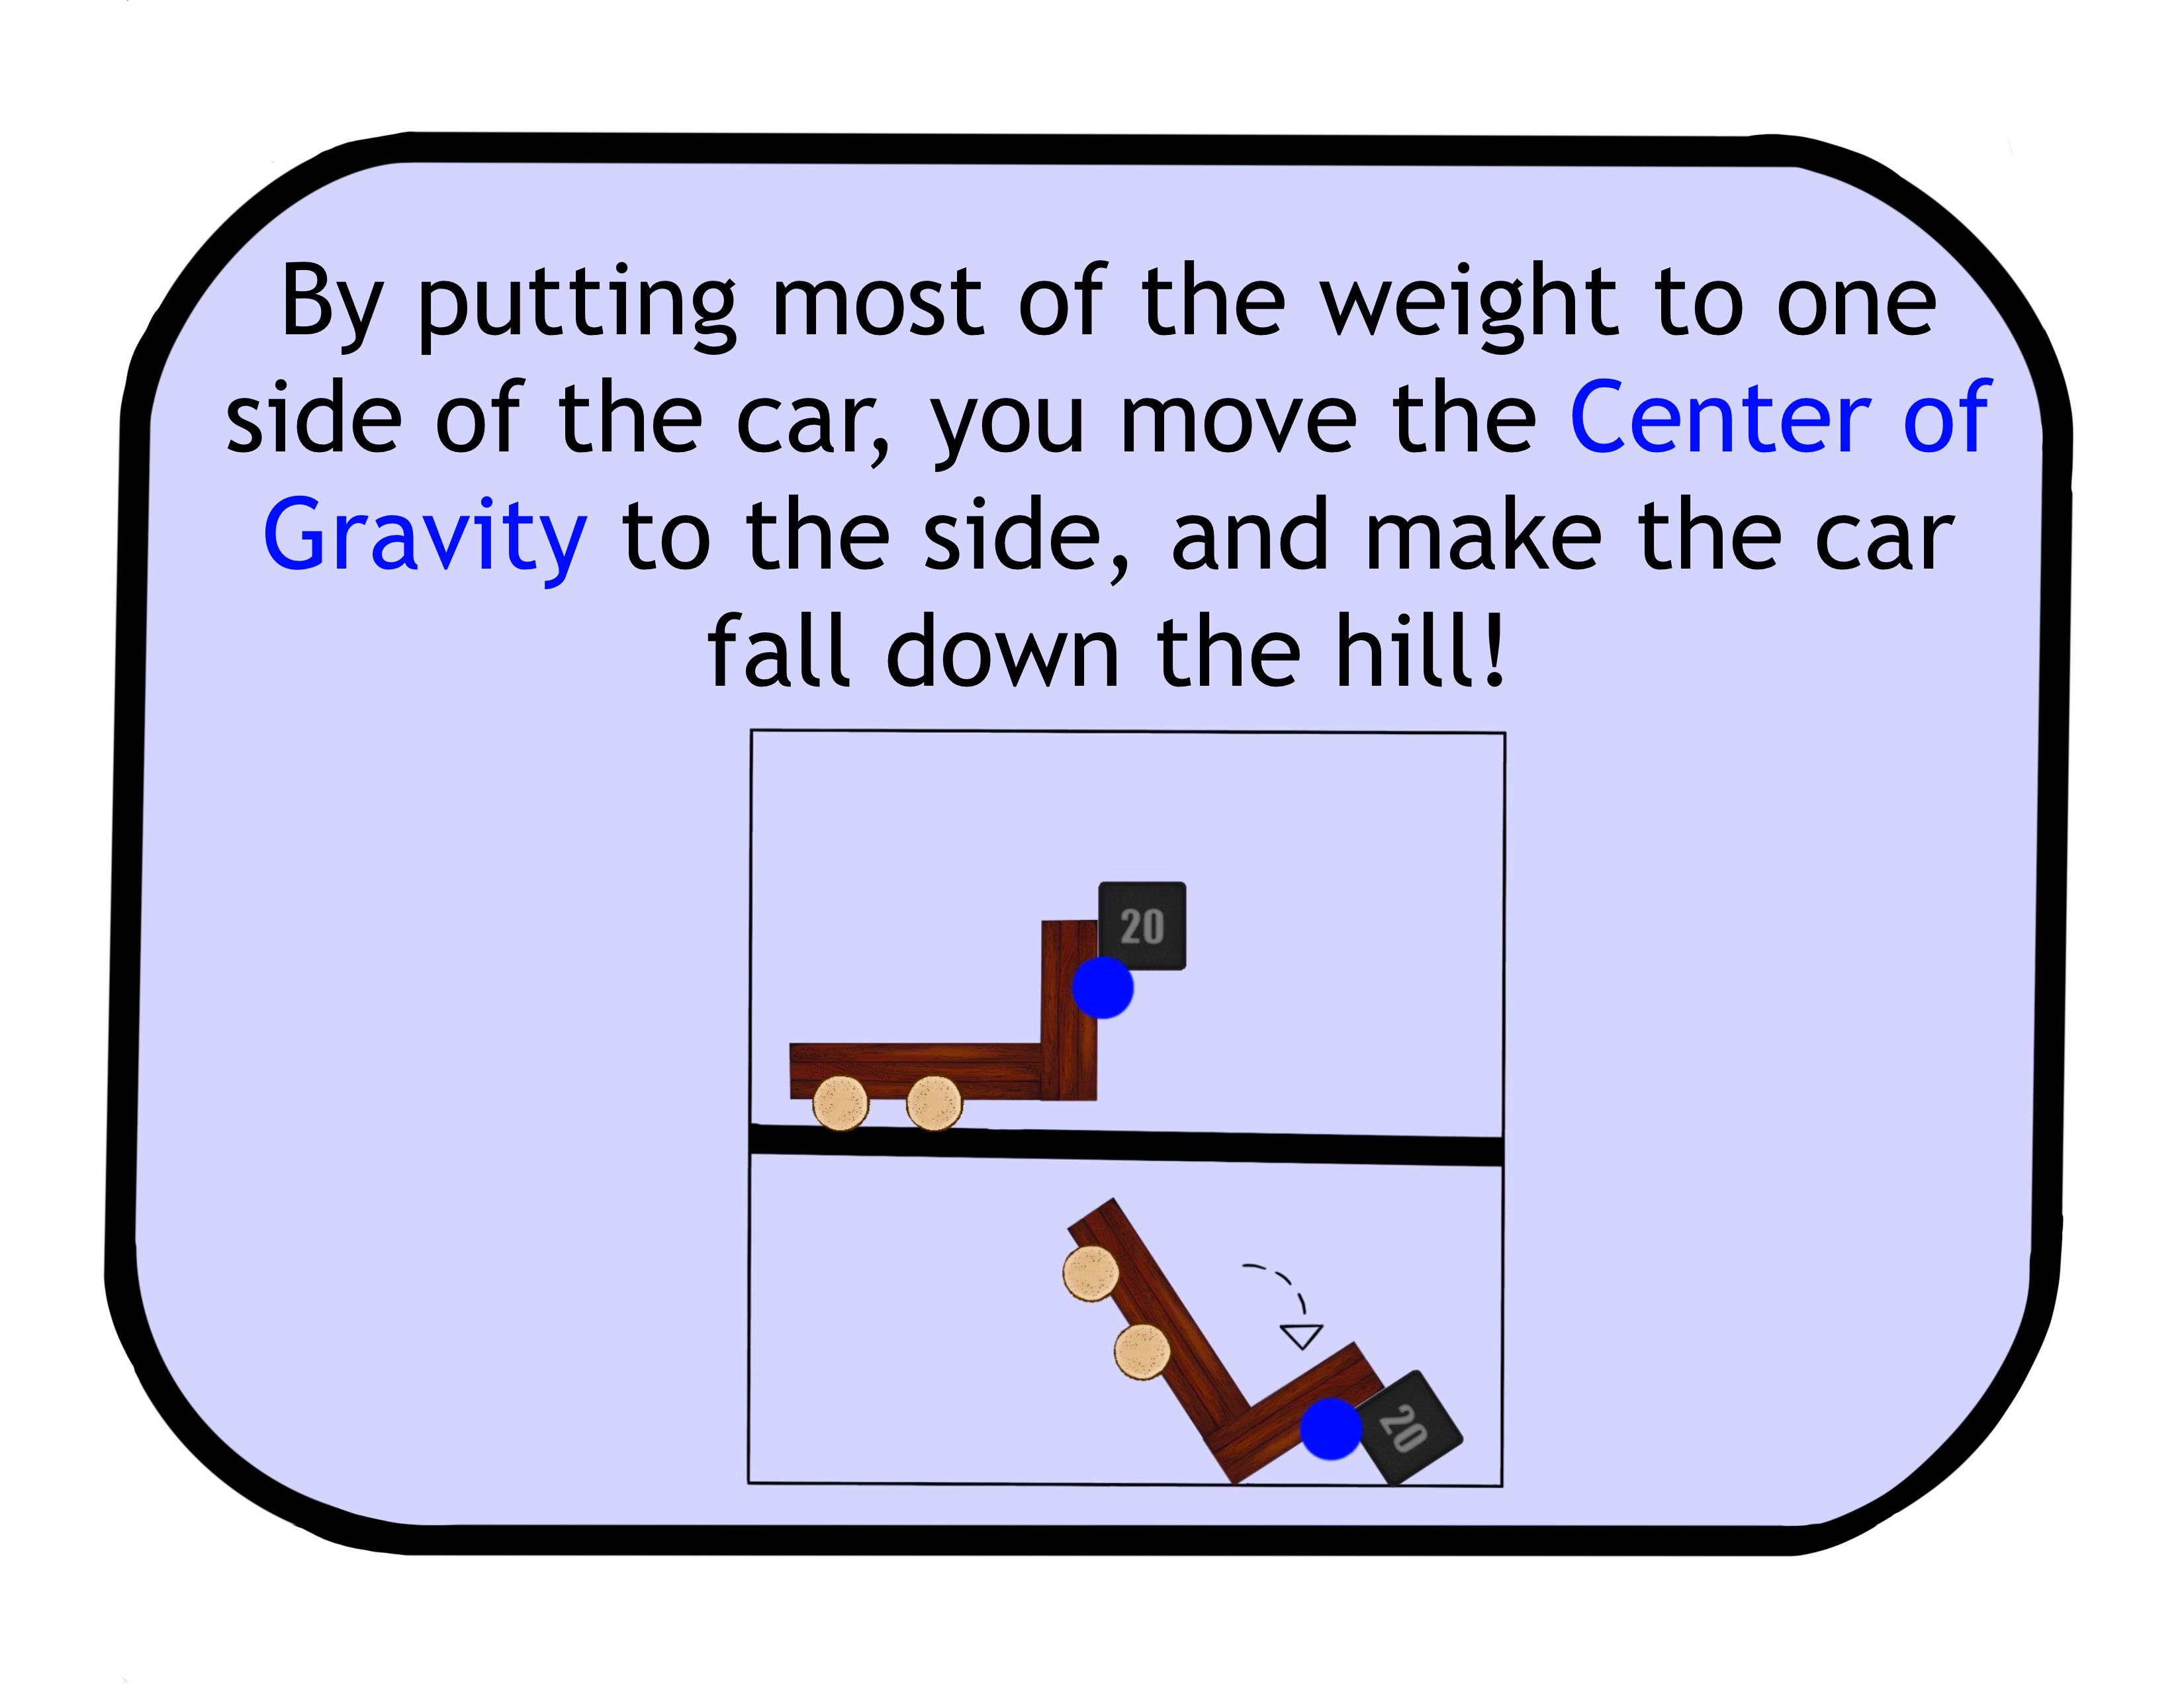 By putting most of the weight to one
side of the car, you move the Center of
Gravity to the side, and make the car
fall down the hill!
20
20